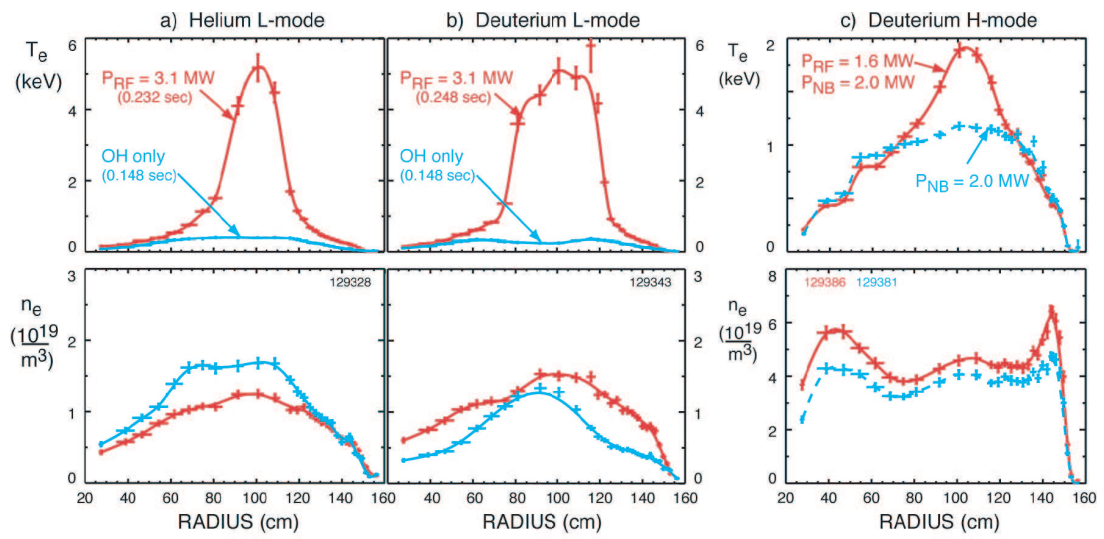 a) Helium L-mode
b) Deuterium L-mode
c) Deuterium H-mode
Te
(keV)
6
4
2
0
PRF = 3.1 MW
(0.232 sec)
OH only
(0.148 sec)
PRF = 3.1 MW
(0.248 sec)
OH only
(0.148 sec)
6
4
2
0
Te
(keV)
2
1
0
PRF = 1.6 MW
PNB = 2.0 MW
PNB = 2.0 MW
ne
(10^19
m^3)
3
2
1
0
129328
129343
3
2
1
0
ne
(10^19
m^3)
8
6
4
2
0
129386 129381
20 40 60 80 100 120 140 160
40 60 80 100 120 140 160
20 40 60 80 100 120 140 160
RADIUS (cm)
RADIUS (cm)
RADIUS (cm)